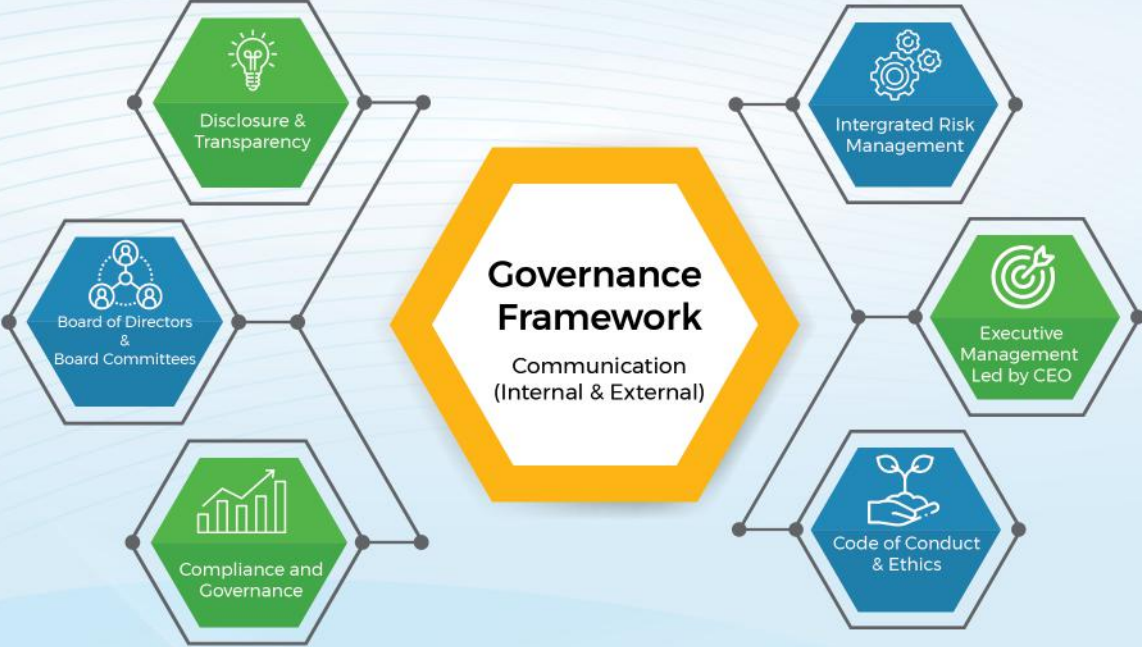 Disclosure &
Transparency
Board of Directors
&
Board Committees
Compliance and
Governance
Governance
Framework
Communication
(Internal & External)
Intergrated Risk
Management
Executive
Management
Led by CEO
Code of Conduct
& Ethics